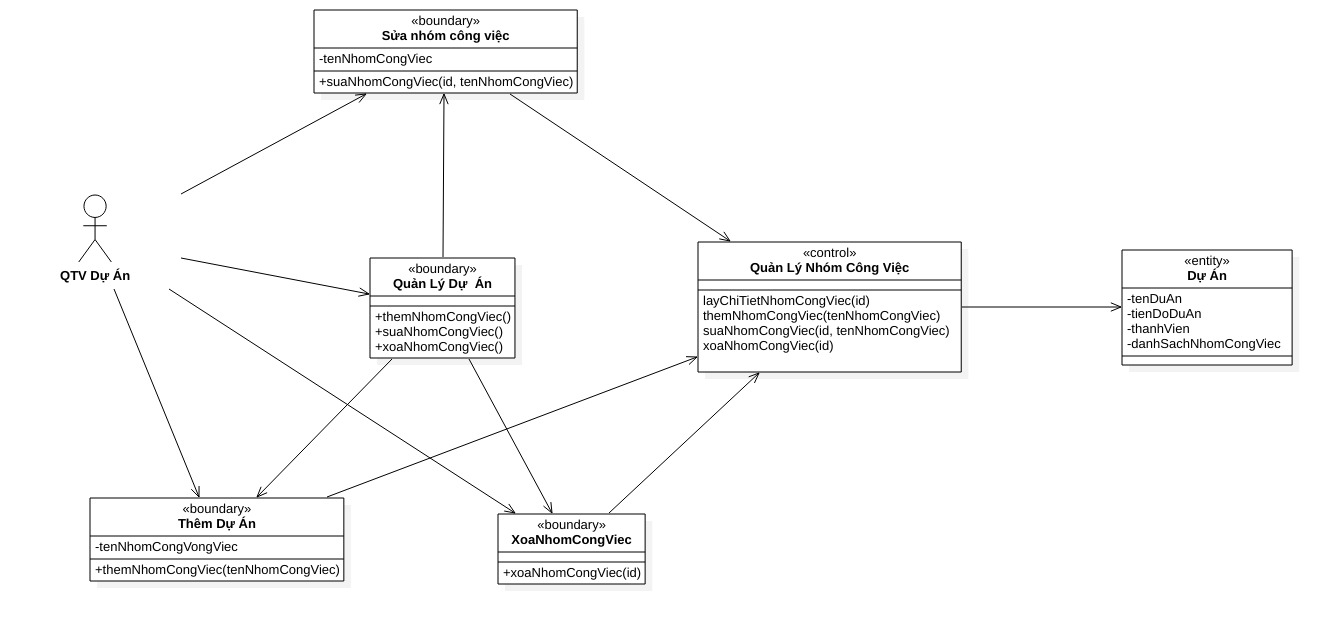 «boundary»
Sửa nhóm công việc
-tenNhomCongViec
+suaNhomCongViec(id, tenNhomCongViec)
QTV Dự Án
«boundary»
Quản Lý Dự  Án
+themNhomCongViec()
+suaNhomCongViec()
+xoaNhomCongViec()
«control»
Quản Lý Nhóm Công Việc
layChiTietNhomCongViec(id)
themNhomCongViec(tenNhomCongViec)
suaNhomCongViec(id, tenNhomCongViec)
xoaNhomCongViec(id)
«entity»
Dự Án
-tenDuAn
-tienDoDuAn
-thanhVien
-danhSachNhomCongViec
«boundary»
Thêm Dự Án
-tenNhomCongVongViec
+themNhomCongViec(tenNhomCongViec)
«boundary»
XoaNhomCongViec
+xoaNhomCongViec(id)